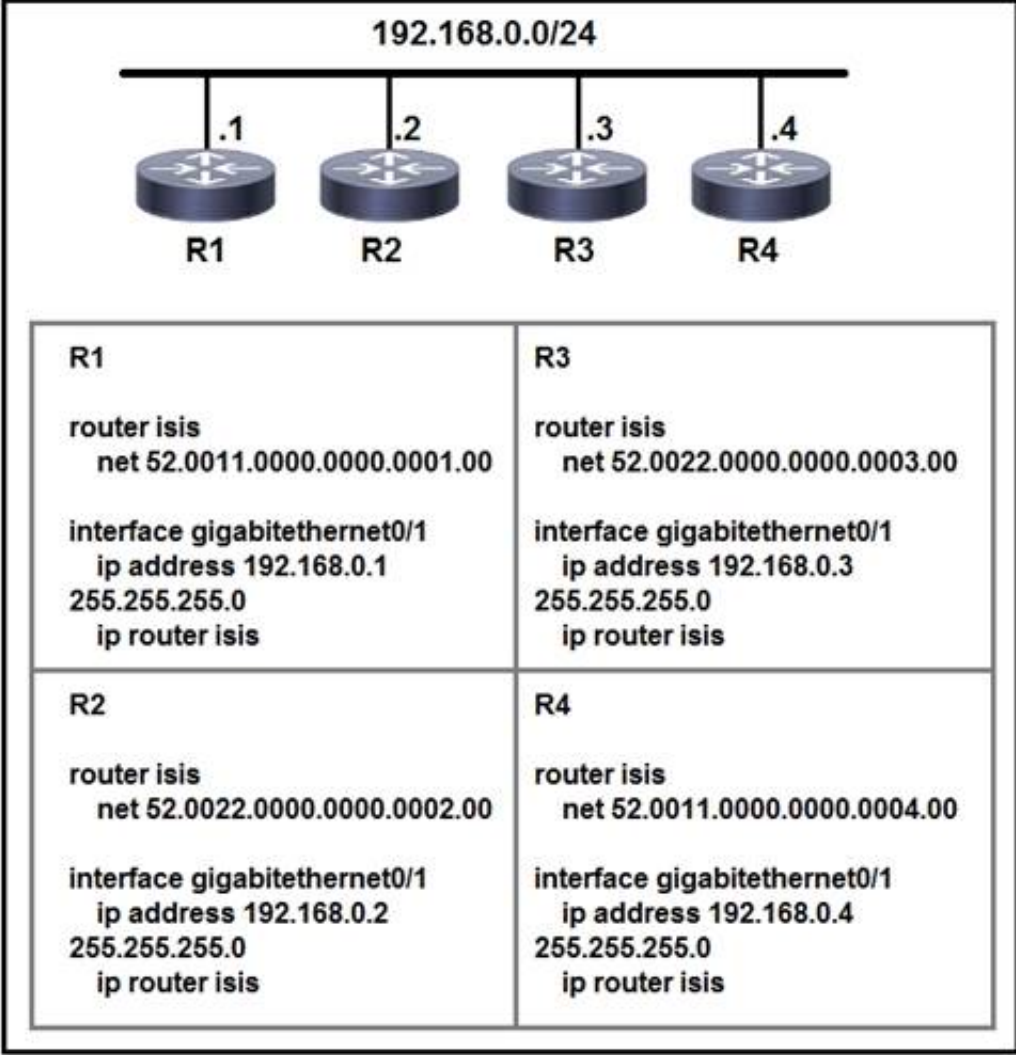 192.168.0.0/24
.1
.2
.3
.4
R1
R2
R3
R4
R1
router isis
net 52.0011.0000.0000.0001.00
interface gigabitethernet0/1
ip address 192.168.0.1
255.255.255.0
ip router isis
R3
router isis
net 52.0022.0000.0000.0003.00
interface gigabitethernet0/1
ip address 192.168.0.3
255.255.255.0
ip router isis
R2
router isis
net 52.0022.0000.0000.0002.00
interface gigabitethernet0/1
ip address 192.168.0.2
255.255.255.0
ip router isis
R4
router isis
net 52.0011.0000.0000.0004.00
interface gigabitethernet0/1
ip address 192.168.0.4
255.255.255.0
ip router isis